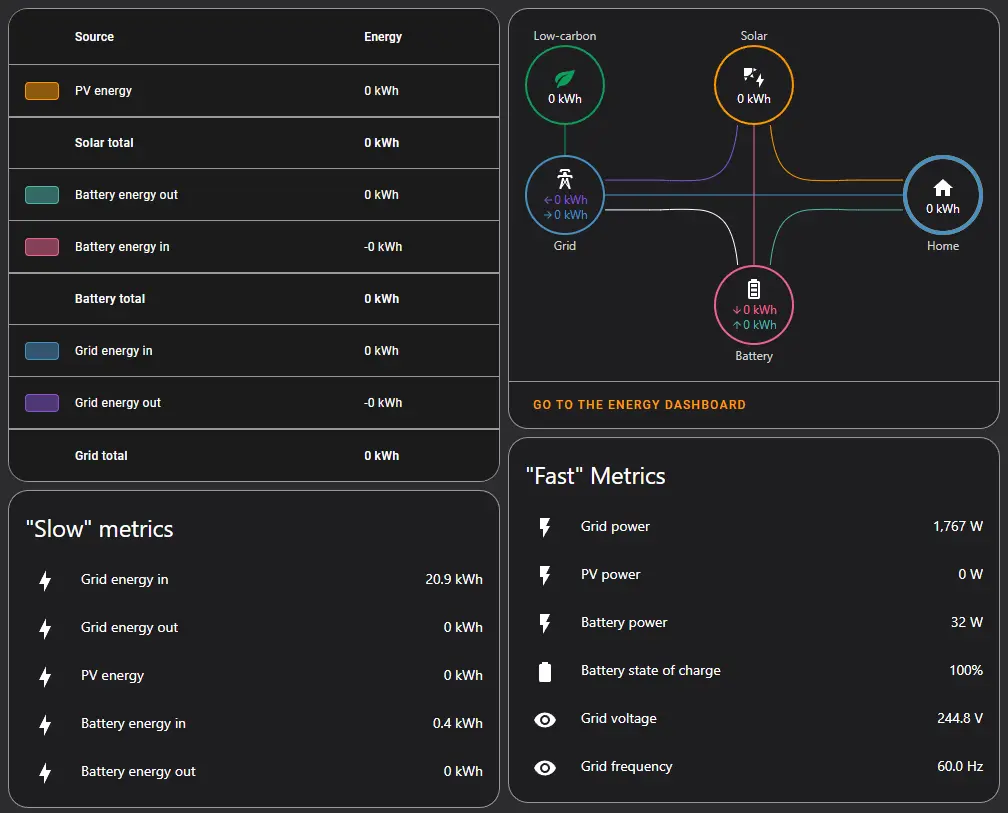 Source Energy
PV energy 0 kWh
Solar total 0 kWh
Battery energy out 0 kWh
Battery energy in -0 kWh
Battery total 0 kWh
Grid energy in 0 kWh
Grid energy out -0 kWh
Grid total 0 kWh
"Slow" metrics
Grid energy in 20.9 kWh
Grid energy out 0 kWh
PV energy 0 kWh
Battery energy in 0.4 kWh
Battery energy out 0 kWh
Low-carbon
0 kWh
Solar
0 kWh
←0 kWh
→0 kWh
Grid
0 kWh
Home
↓0 kWh
↑0 kWh
Battery
GO TO THE ENERGY DASHBOARD
"Fast" Metrics
Grid power 1,767 W
PV power 0 W
Battery power 32 W
Battery state of charge 100%
Grid voltage 244.8 V
Grid frequency 60.0 Hz